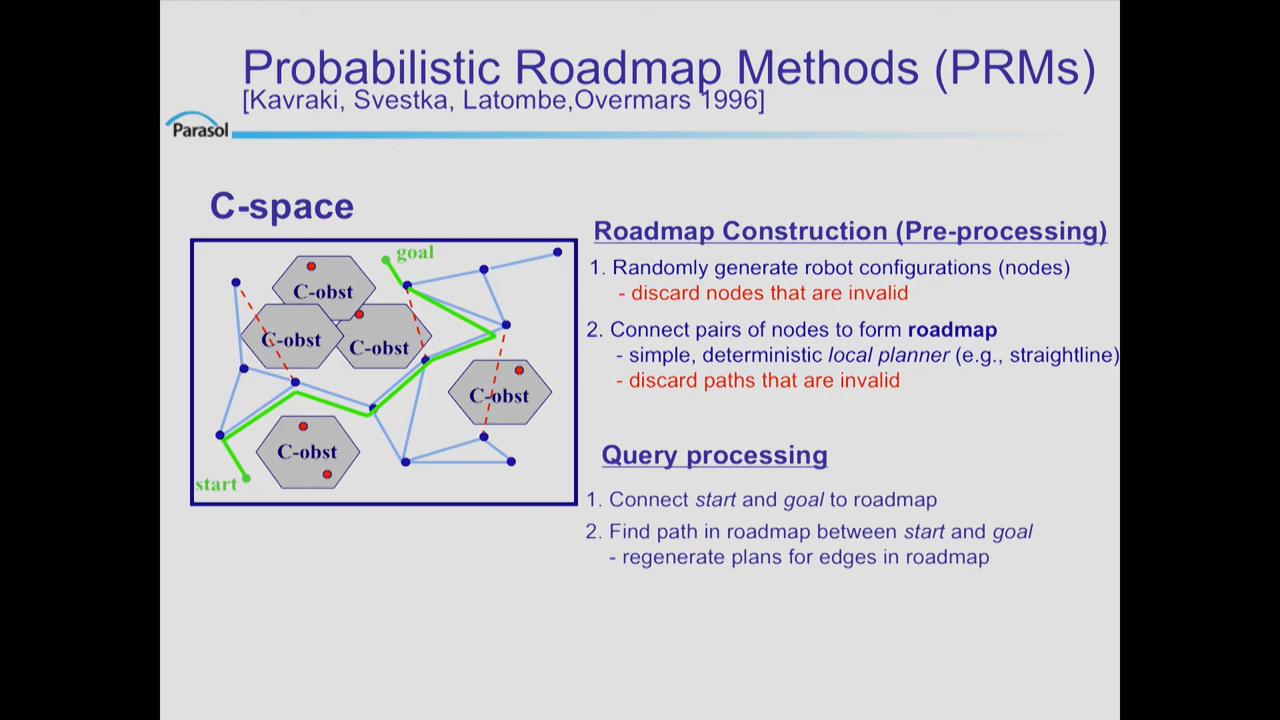 Probabilistic Roadmap Methods (PRMs)
[Kavraki, Svestka, Latombe,Overmars 1996]
Parasol
C-space
goal
C-obst
C-obst
C-obst
C-obst
C-obst
start
Roadmap Construction (Pre-processing)
1. Randomly generate robot configurations (nodes)
- discard nodes that are invalid
2. Connect pairs of nodes to form roadmap
- simple, deterministic local planner (e.g., straightline)
- discard paths that are invalid
Query processing
1. Connect start and goal to roadmap
2. Find path in roadmap between start and goal
- regenerate plans for edges in roadmap